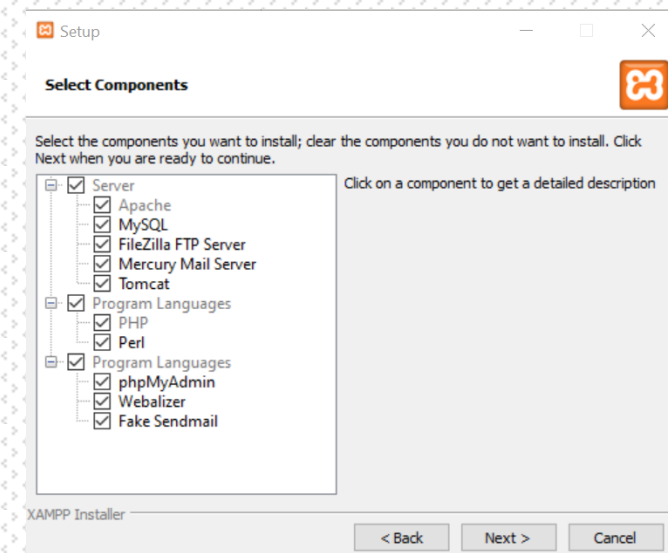 Setup
Select Components
Select the components you want to install; clear the components you do not want to install. Click
Next when you are ready to continue.
Server
Apache
MySQL
FileZilla FTP Server
Mercury Mail Server
Tomcat
Program Languages
PHP
Perl
Program Languages
phpMyAdmin
Webalizer
Fake Sendmail
Click on a component to get a detailed description
XAMPP Installer
< Back
Next >
Cancel